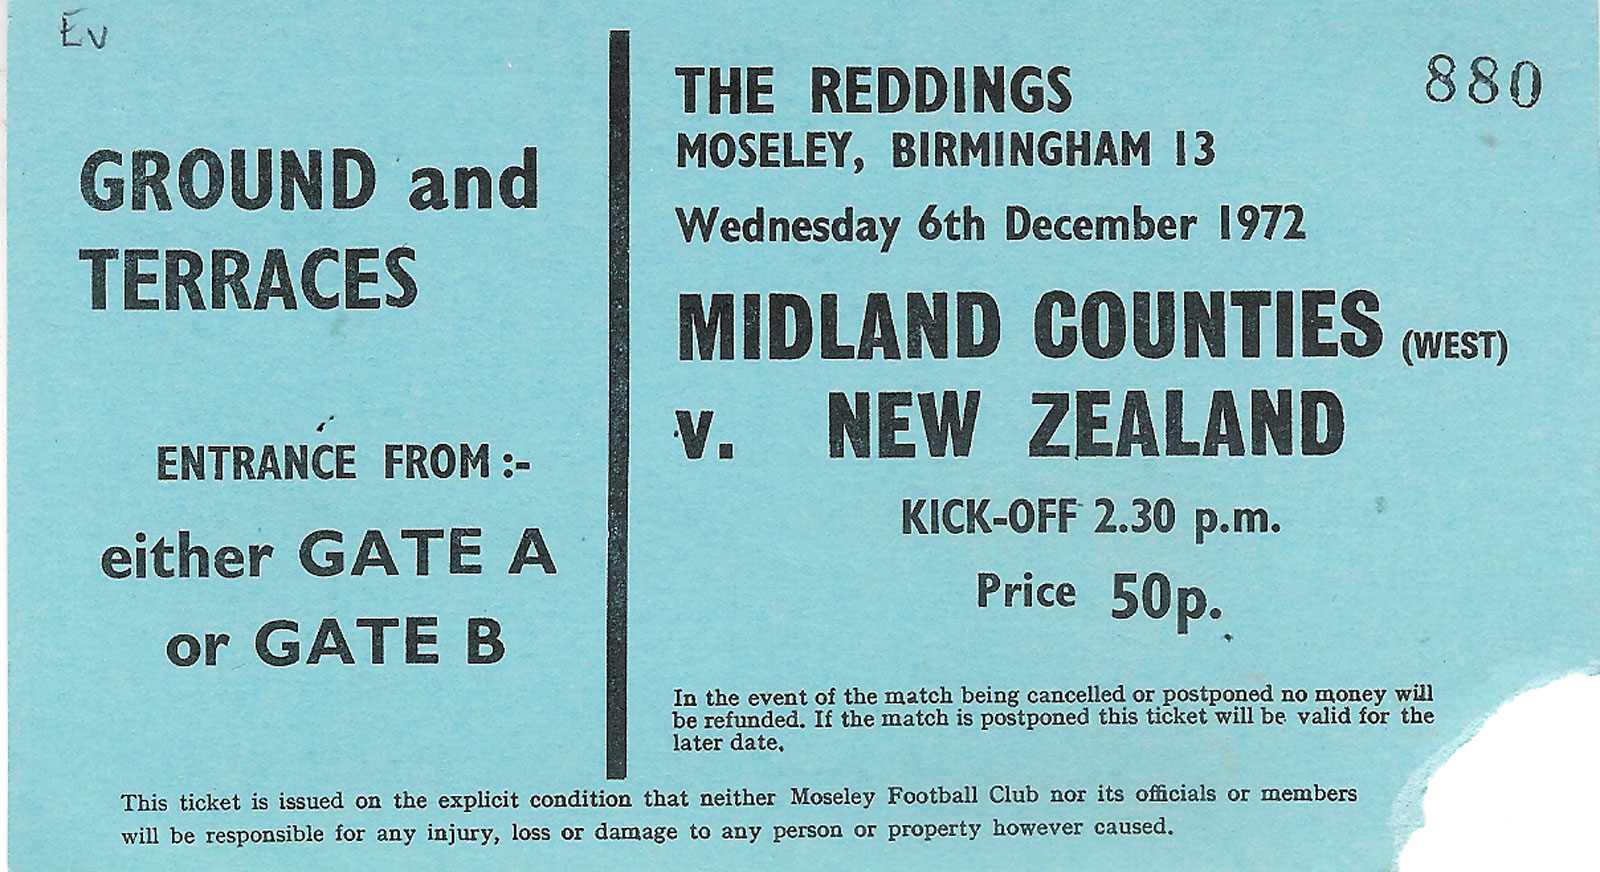 Ev
GROUND and
TERRACES
ENTRANCE FROM :-
either GATE A
or GATE B
880
THE REDDINGS
MOSELEY, BIRMINGHAM 13
Wednesday 6th December 1972
MIDLAND COUNTIES (WEST)
v. NEW ZEALAND
KICK-OFF 2.30 p.m.
Price 50p.
In the event of the match being cancelled or postponed no money will
be refunded. If the match is postponed this ticket will be valid for the
later date.
This ticket is issued on the explicit condition that neither Moseley Football Club nor its officials or members
will be responsible for any injury, loss or damage to any person or property however caused.